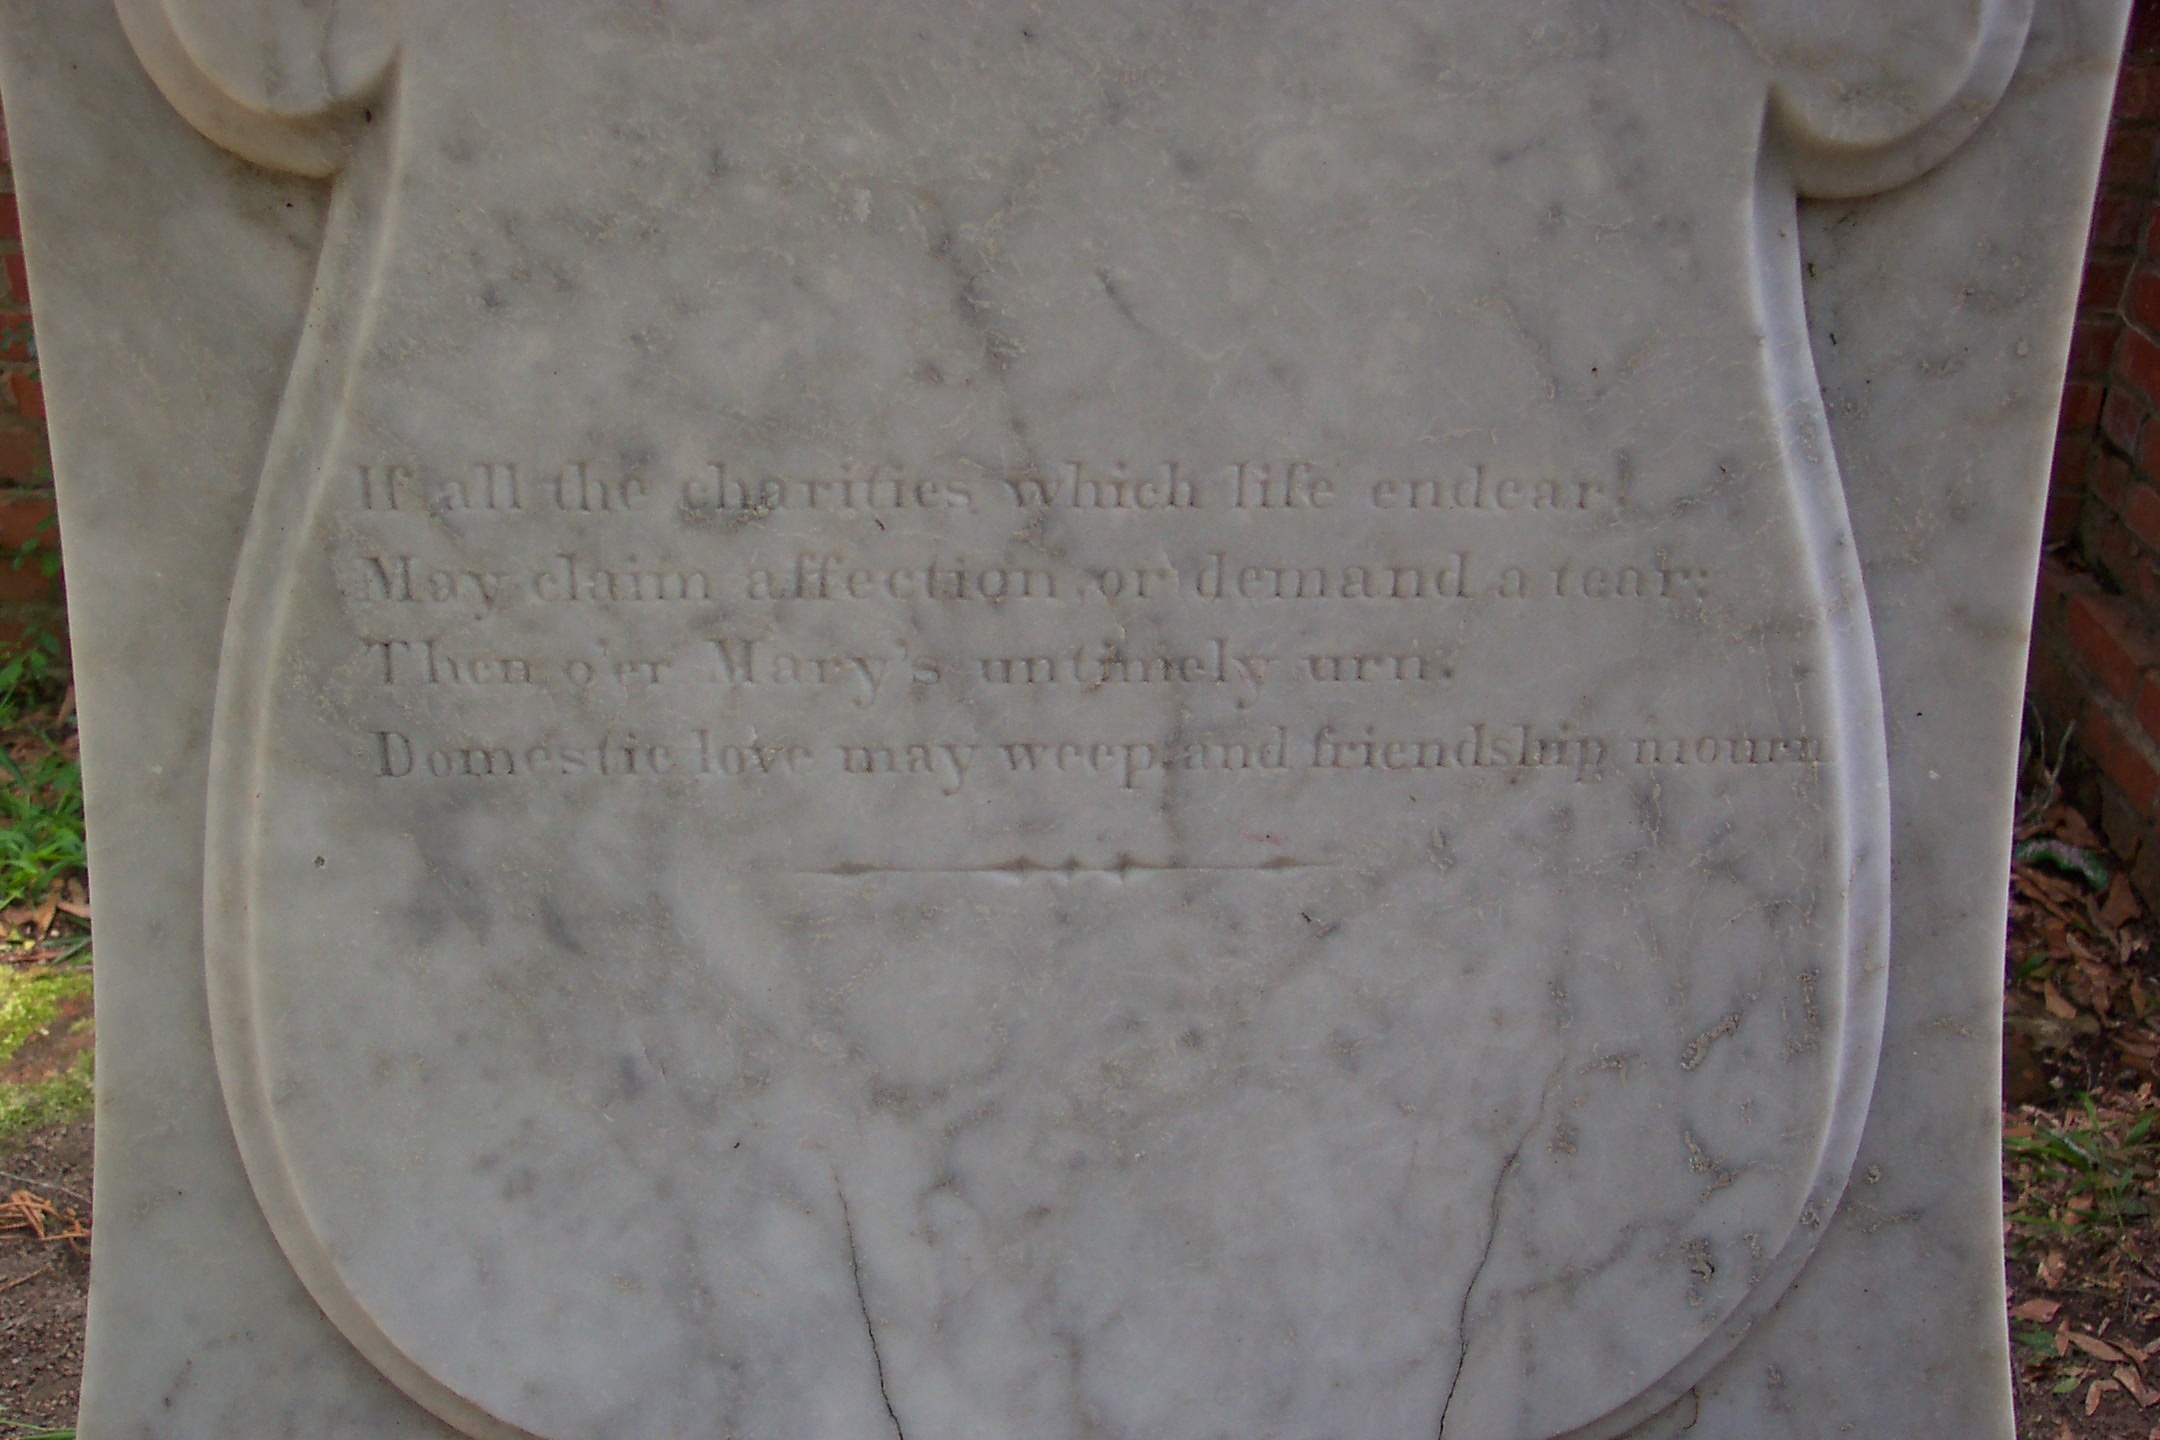 If all the charities which life endear,
May claim affection or demand a tear;
Then o'er Mary's untimely urn.
Domestic love may weep and friendship mourn